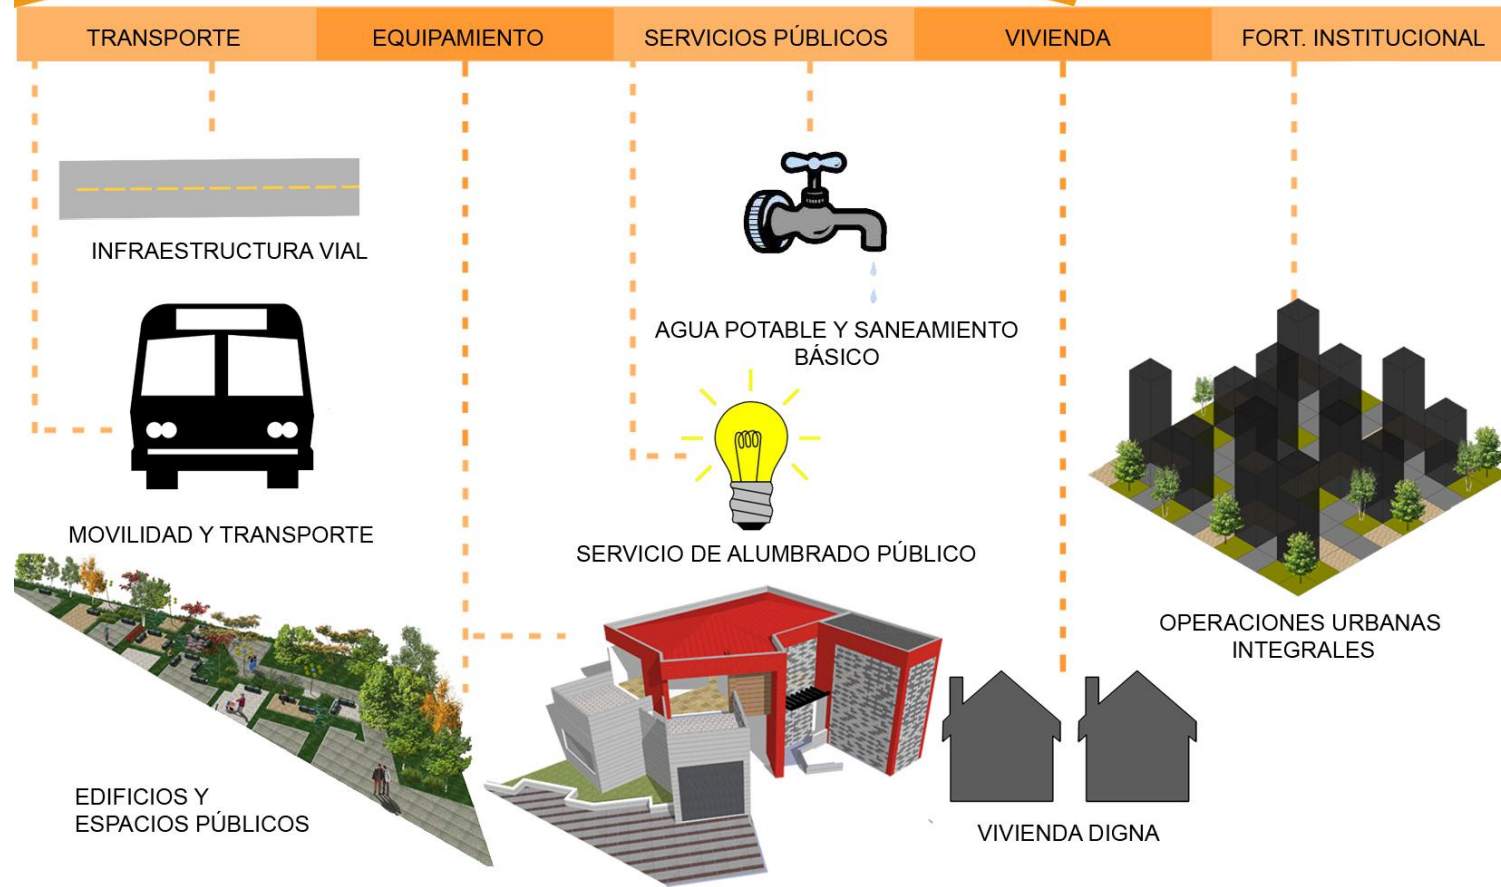 TRANSPORTE
EQUIPAMIENTO
SERVICIOS PÚBLICOS
VIVIENDA
FORT. INSTITUCIONAL
INFRAESTRUCTURA VIAL
MOVILIDAD Y TRANSPORTE
EDIFICIOS Y
ESPACIOS PÚBLICOS
AGUA POTABLE Y SANEAMIENTO
BÁSICO
SERVICIO DE ALUMBRADO PÚBLICO
VIVIENDA DIGNA
OPERACIONES URBANAS
INTEGRALES